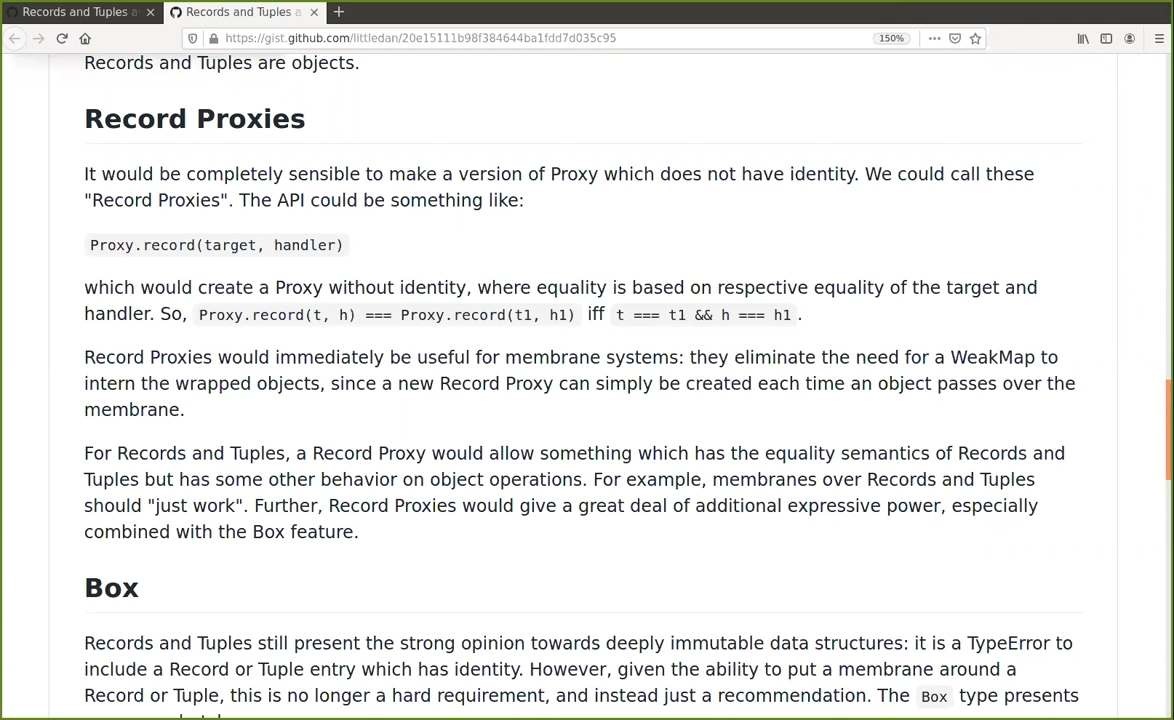 Records and Tuples a
Records and Tuples a
https://gist.github.com/littledan/20e15111b98f384644ba1fdd7d035c95
150%
Records and Tuples are objects.
Record Proxies
It would be completely sensible to make a version of Proxy which does not have identity. We could call these
"Record Proxies". The API could be something like:
Proxy.record(target, handler)
which would create a Proxy without identity, where equality is based on respective equality of the target and
handler. So, Proxy.record(t, h) === Proxy.record(t1, h1) iff t === t1 && h === h1 .
Record Proxies would immediately be useful for membrane systems: they eliminate the need for a WeakMap to
intern the wrapped objects, since a new Record Proxy can simply be created each time an object passes over the
membrane.
For Records and Tuples, a Record Proxy would allow something which has the equality semantics of Records and
Tuples but has some other behavior on object operations. For example, membranes over Records and Tuples
should "just work". Further, Record Proxies would give a great deal of additional expressive power, especially
combined with the Box feature.
Box
Records and Tuples still present the strong opinion towards deeply immutable data structures: it is a TypeError to
include a Record or Tuple entry which has identity. However, given the ability to put a membrane around a
Record or Tuple, this is no longer a hard requirement, and instead just a recommendation. The Box type presents